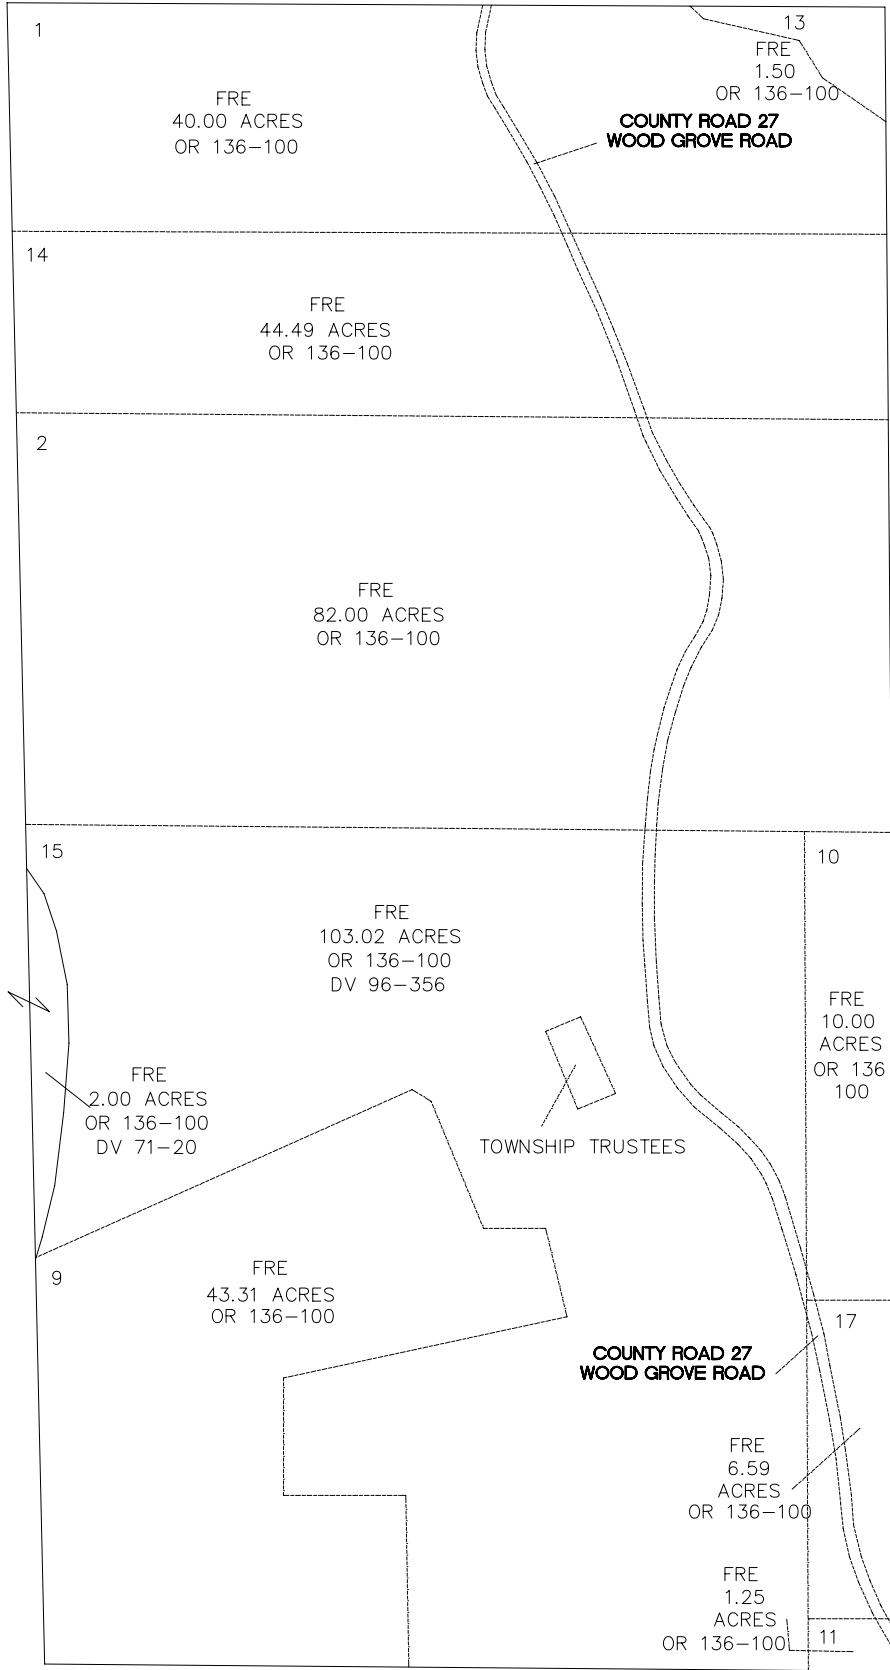 1
13
FRE
1.50
OR 136-100
FRE
40.00 ACRES
OR 136-100
COUNTY ROAD 27
WOOD GROVE ROAD
14
FRE
44.49 ACRES
OR 136-100
2
FRE
82.00 ACRES
OR 136-100
15
10
FRE
103.02 ACRES
OR 136-100
DV 96-356
FRE
10.00
ACRES
OR 136
100
FRE
2.00 ACRES
OR 136-100
DV 71-20
TOWNSHIP TRUSTEES
9
FRE
43.31 ACRES
OR 136-100
17
COUNTY ROAD 27
WOOD GROVE ROAD
FRE
6.59
ACRES
OR 136-100
FRE
1.25
ACRES
OR 136-100
11